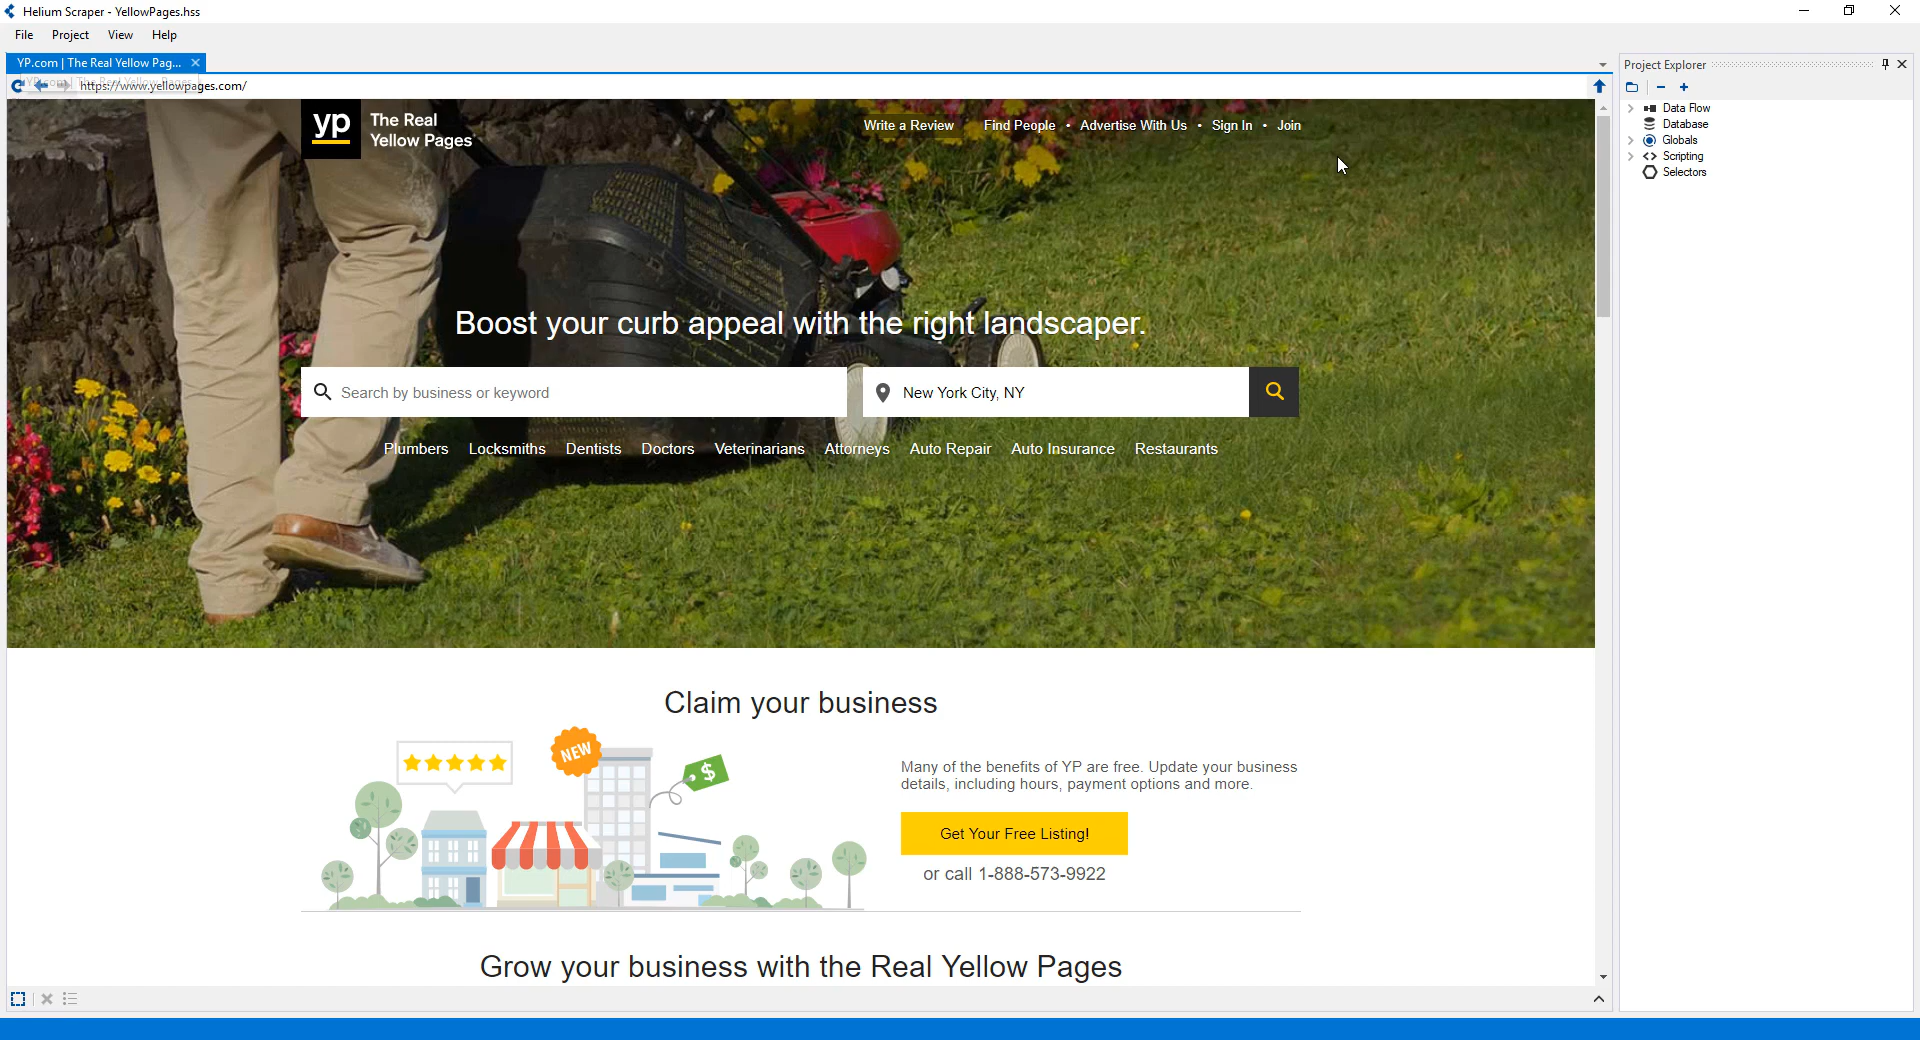 Helium Scraper - YellowPages.hss
File Project View Help
YP.com | The Real Yellow Pag...
https://www.yellowpages.com/
Project Explorer
Data Flow
Database
Globals
Scripting
Selectors
yp The Real
Yellow Pages
Write a Review Find People • Advertise With Us • Sign In • Join
Boost your curb appeal with the right landscaper.
Search by business or keyword
New York City, NY
Plumbers Locksmiths Dentists Doctors Veterinarians Attorneys Auto Repair Auto Insurance Restaurants
Claim your business
NEW
$
Many of the benefits of YP are free. Update your business
details, including hours, payment options and more.
Get Your Free Listing!
or call 1-888-573-9922
Grow your business with the Real Yellow Pages